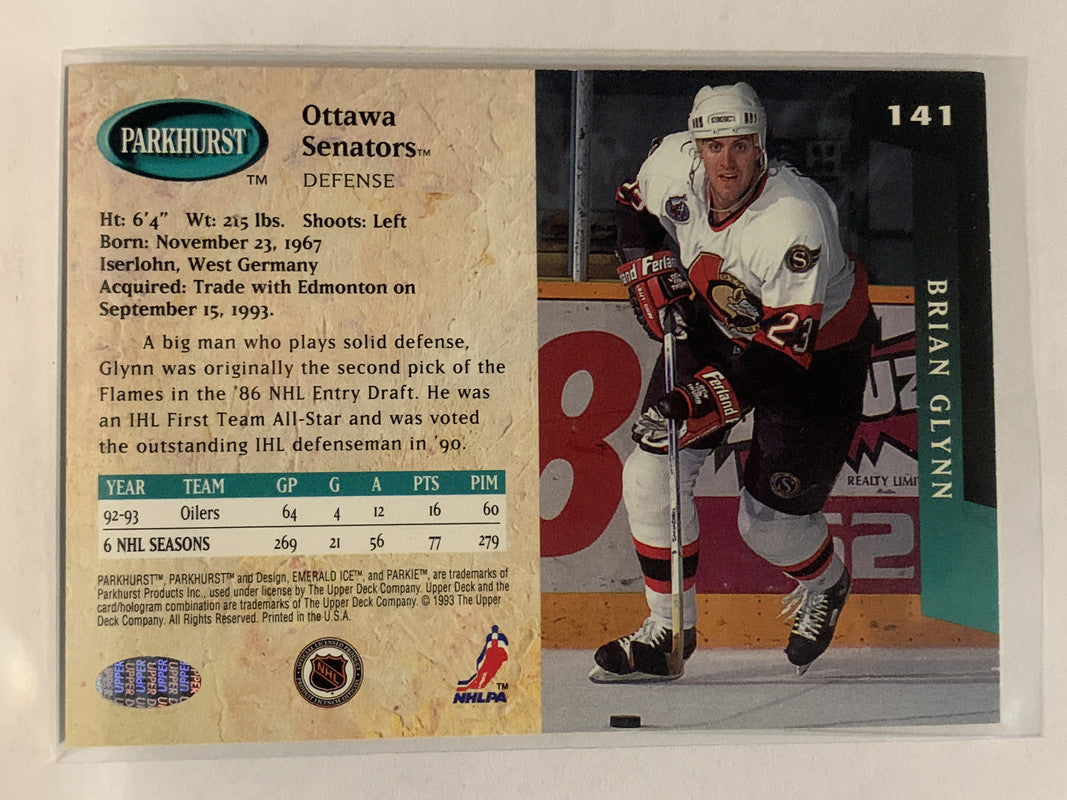 PARKHURST™
Ottawa
Senators™
DEFENSE
Ht: 6'4" Wt: 215 lbs. Shoots: Left
Born: November 23, 1967
Iserlohn, West Germany
Acquired: Trade with Edmonton on
September 15, 1993.
A big man who plays solid defense,
Glynn was originally the second pick of the
Flames in the '86 NHL Entry Draft. He was
an IHL First Team All-Star and was voted
the outstanding IHL defenseman in '90.
YEAR TEAM GP G A PTS PIM
92-93 Oilers 64 4 12 16 60
6 NHL SEASONS 269 21 56 77 279
PARKHURST™, PARKHURST™ and Design, EMERALD ICE™, and PARKIE™, are trademarks of
Parkhurst Products Inc., used under license by The Upper Deck Company. Upper Deck and the
card/hologram combination are trademarks of The Upper Deck Company. © 1993 The Upper
Deck Company. All Rights Reserved. Printed in the U.S.A.
UPPER
NHL
NHLPA™
141
BRIAN GLYNN
Ferland
23
Ferland
S
S
8
UZ
REALTY LIMI
52